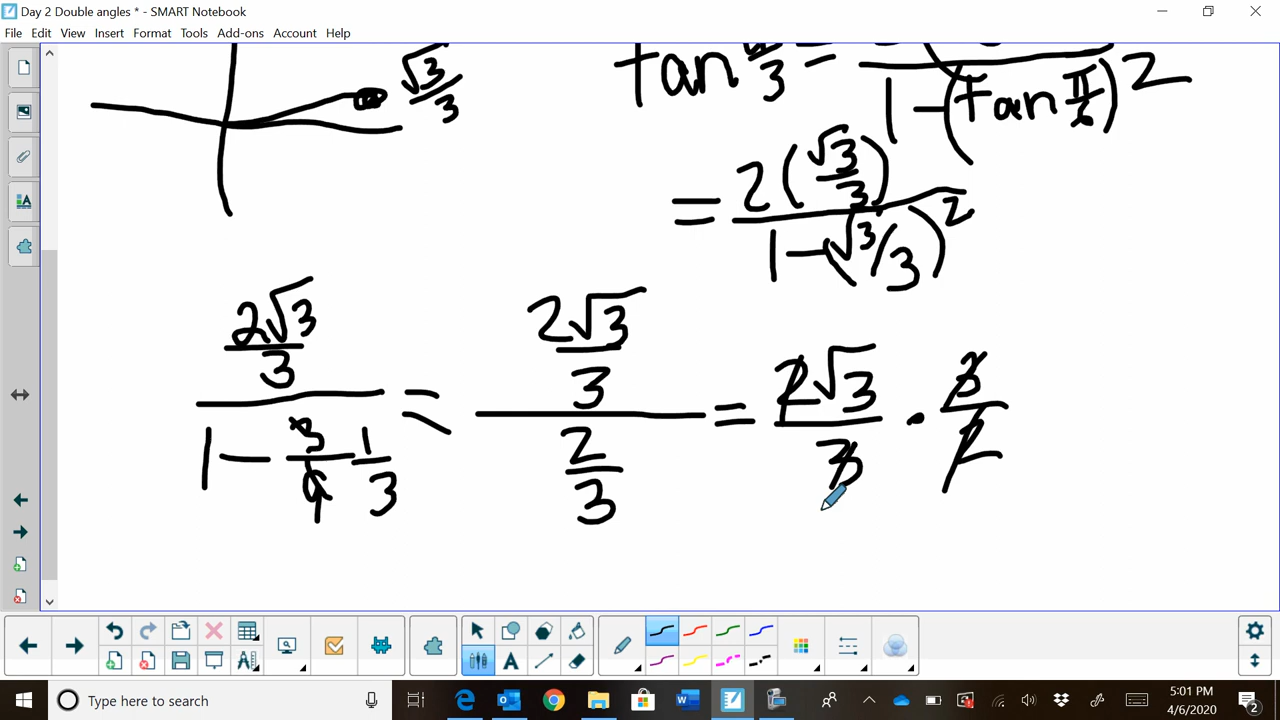 Day 2 Double angles * - SMART Notebook
File Edit View Insert Format Tools Add-ons Account Help
√3/3
tan π/3 = 
1 - (tan π/6)^2
= 2(√3/3) / 1 - (√3/3)^2
2√3/3 / 1 - 3/9 1/3 = 2√3/3 / 2/3 = 2√3/3 · 3/2
A
Type here to search
5:01 PM
4/6/2020
2